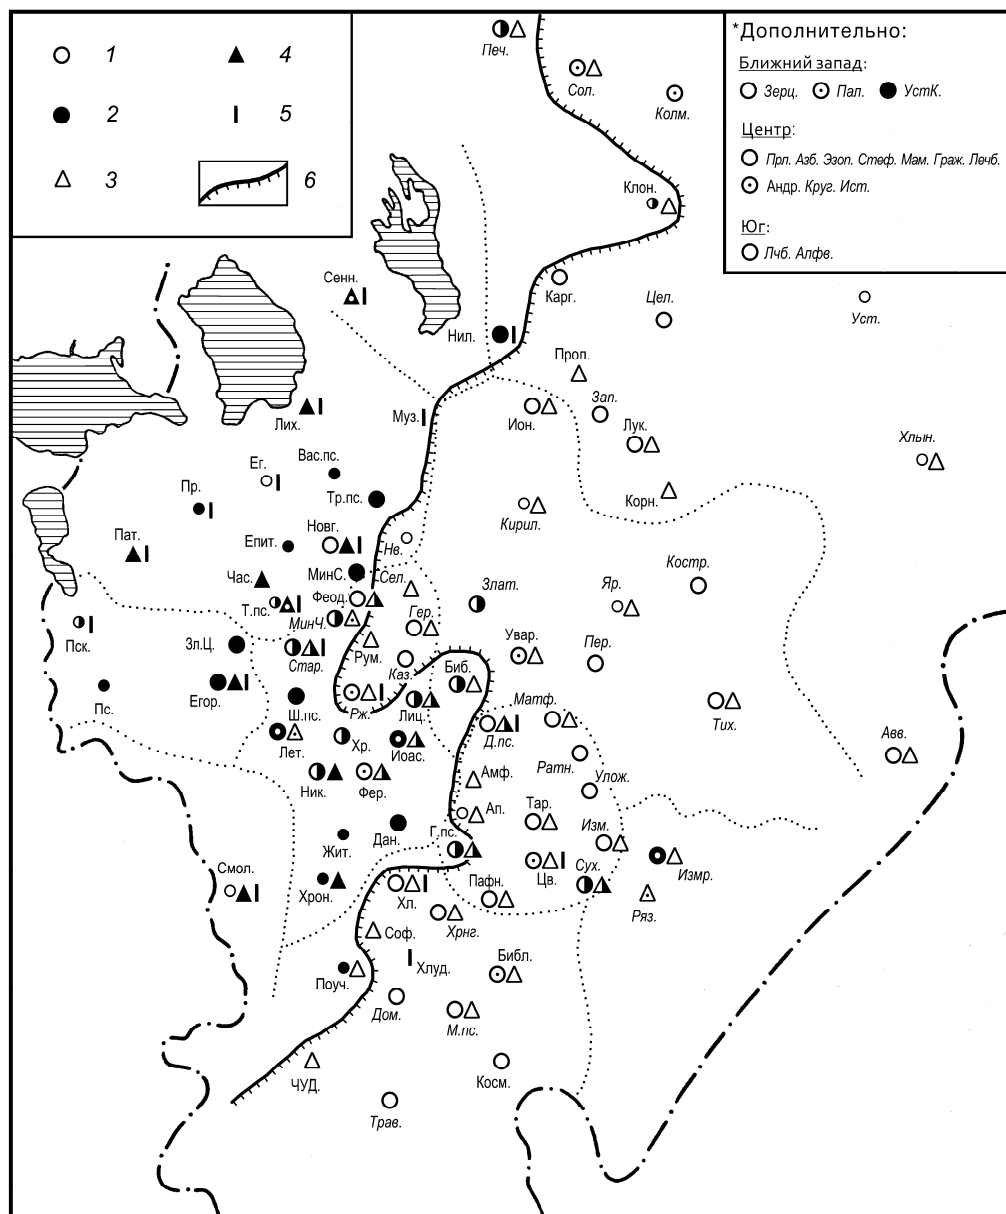 1 4
2 5
3 6
*Дополнительно:
Ближний запад:
Зерц. Пал. УстК.
Центр:
Прл. Азб. Эзоп. Стеф. Мам. Граж. Лечб.
Андр. Круг. Ист.
Юг:
Лчб. Алфв.
Печ.
Сол.
Колм.
Клон.
Сенн.
Карг.
Цел.
Уст.
Нил.
Проп.
Зап.
Лих.
Муз.
Ион.
Лук.
Хлын.
Вас.пс.
Ег.
Пр.
Тр.пс.
Корн.
Кирил.
Новг.
Пат.
Епит.
Нв.
МинС.
Час.
Сел.
Костр.
Феод.
Злат.
Яр.
Т.пс.
МинЧ.
Гер.
Пск.
Зл.Ц.
Стар.
Рум.
Увар.
Пер.
Каз.
Биб.
Пс.
Егор.
Ш.пс.
Рж.
Лиц.
Матф.
Тих.
Лет.
Хр.
Иоас.
Д.пс.
Авв.
Ратн.
Ник.
Фер.
Амф.
Улож.
Ап.
Тар.
Жит.
Дан.
Г.пс.
Изм.
Смол.
Хрон.
Цв.
Сух.
Измр.
Хл.
Пафн.
Ряз.
Хрнг.
Соф.
Хлуд.
Библ.
Поуч.
Дом.
М.пс.
ЧУД.
Косм.
Трав.